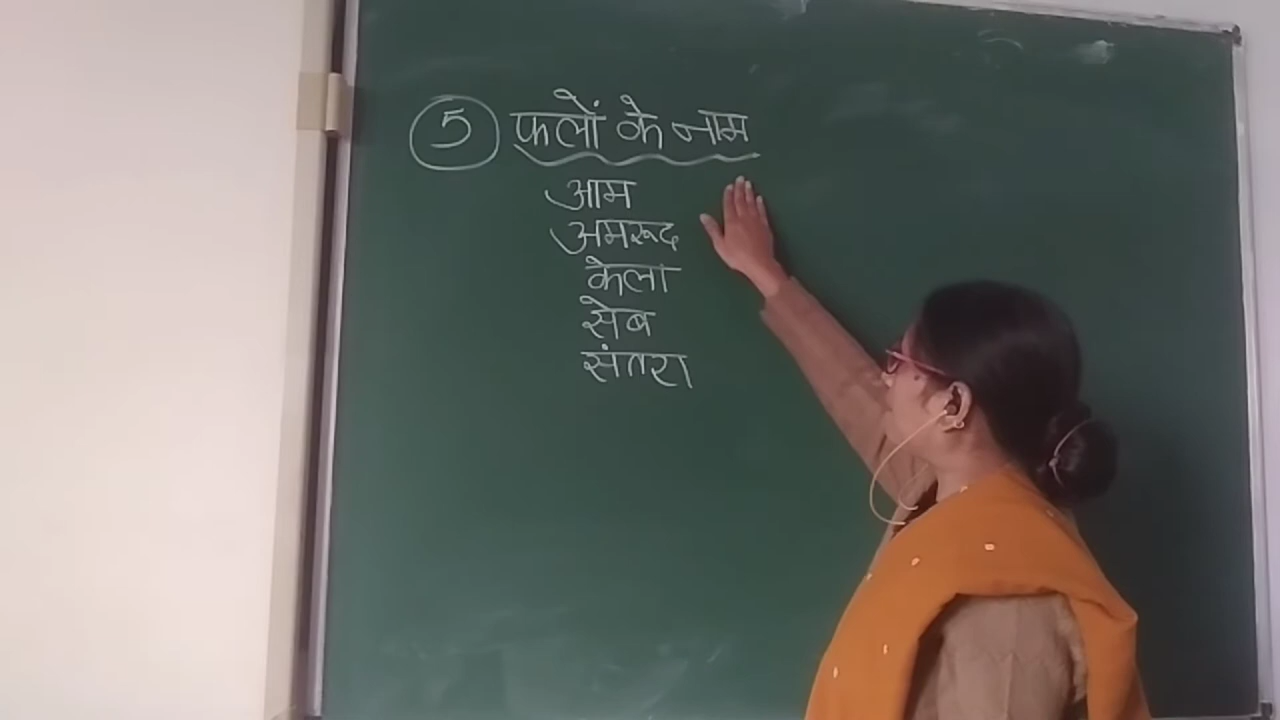 5 फलों के नाम
आम
अमरूद
केला
सेब
संतरा